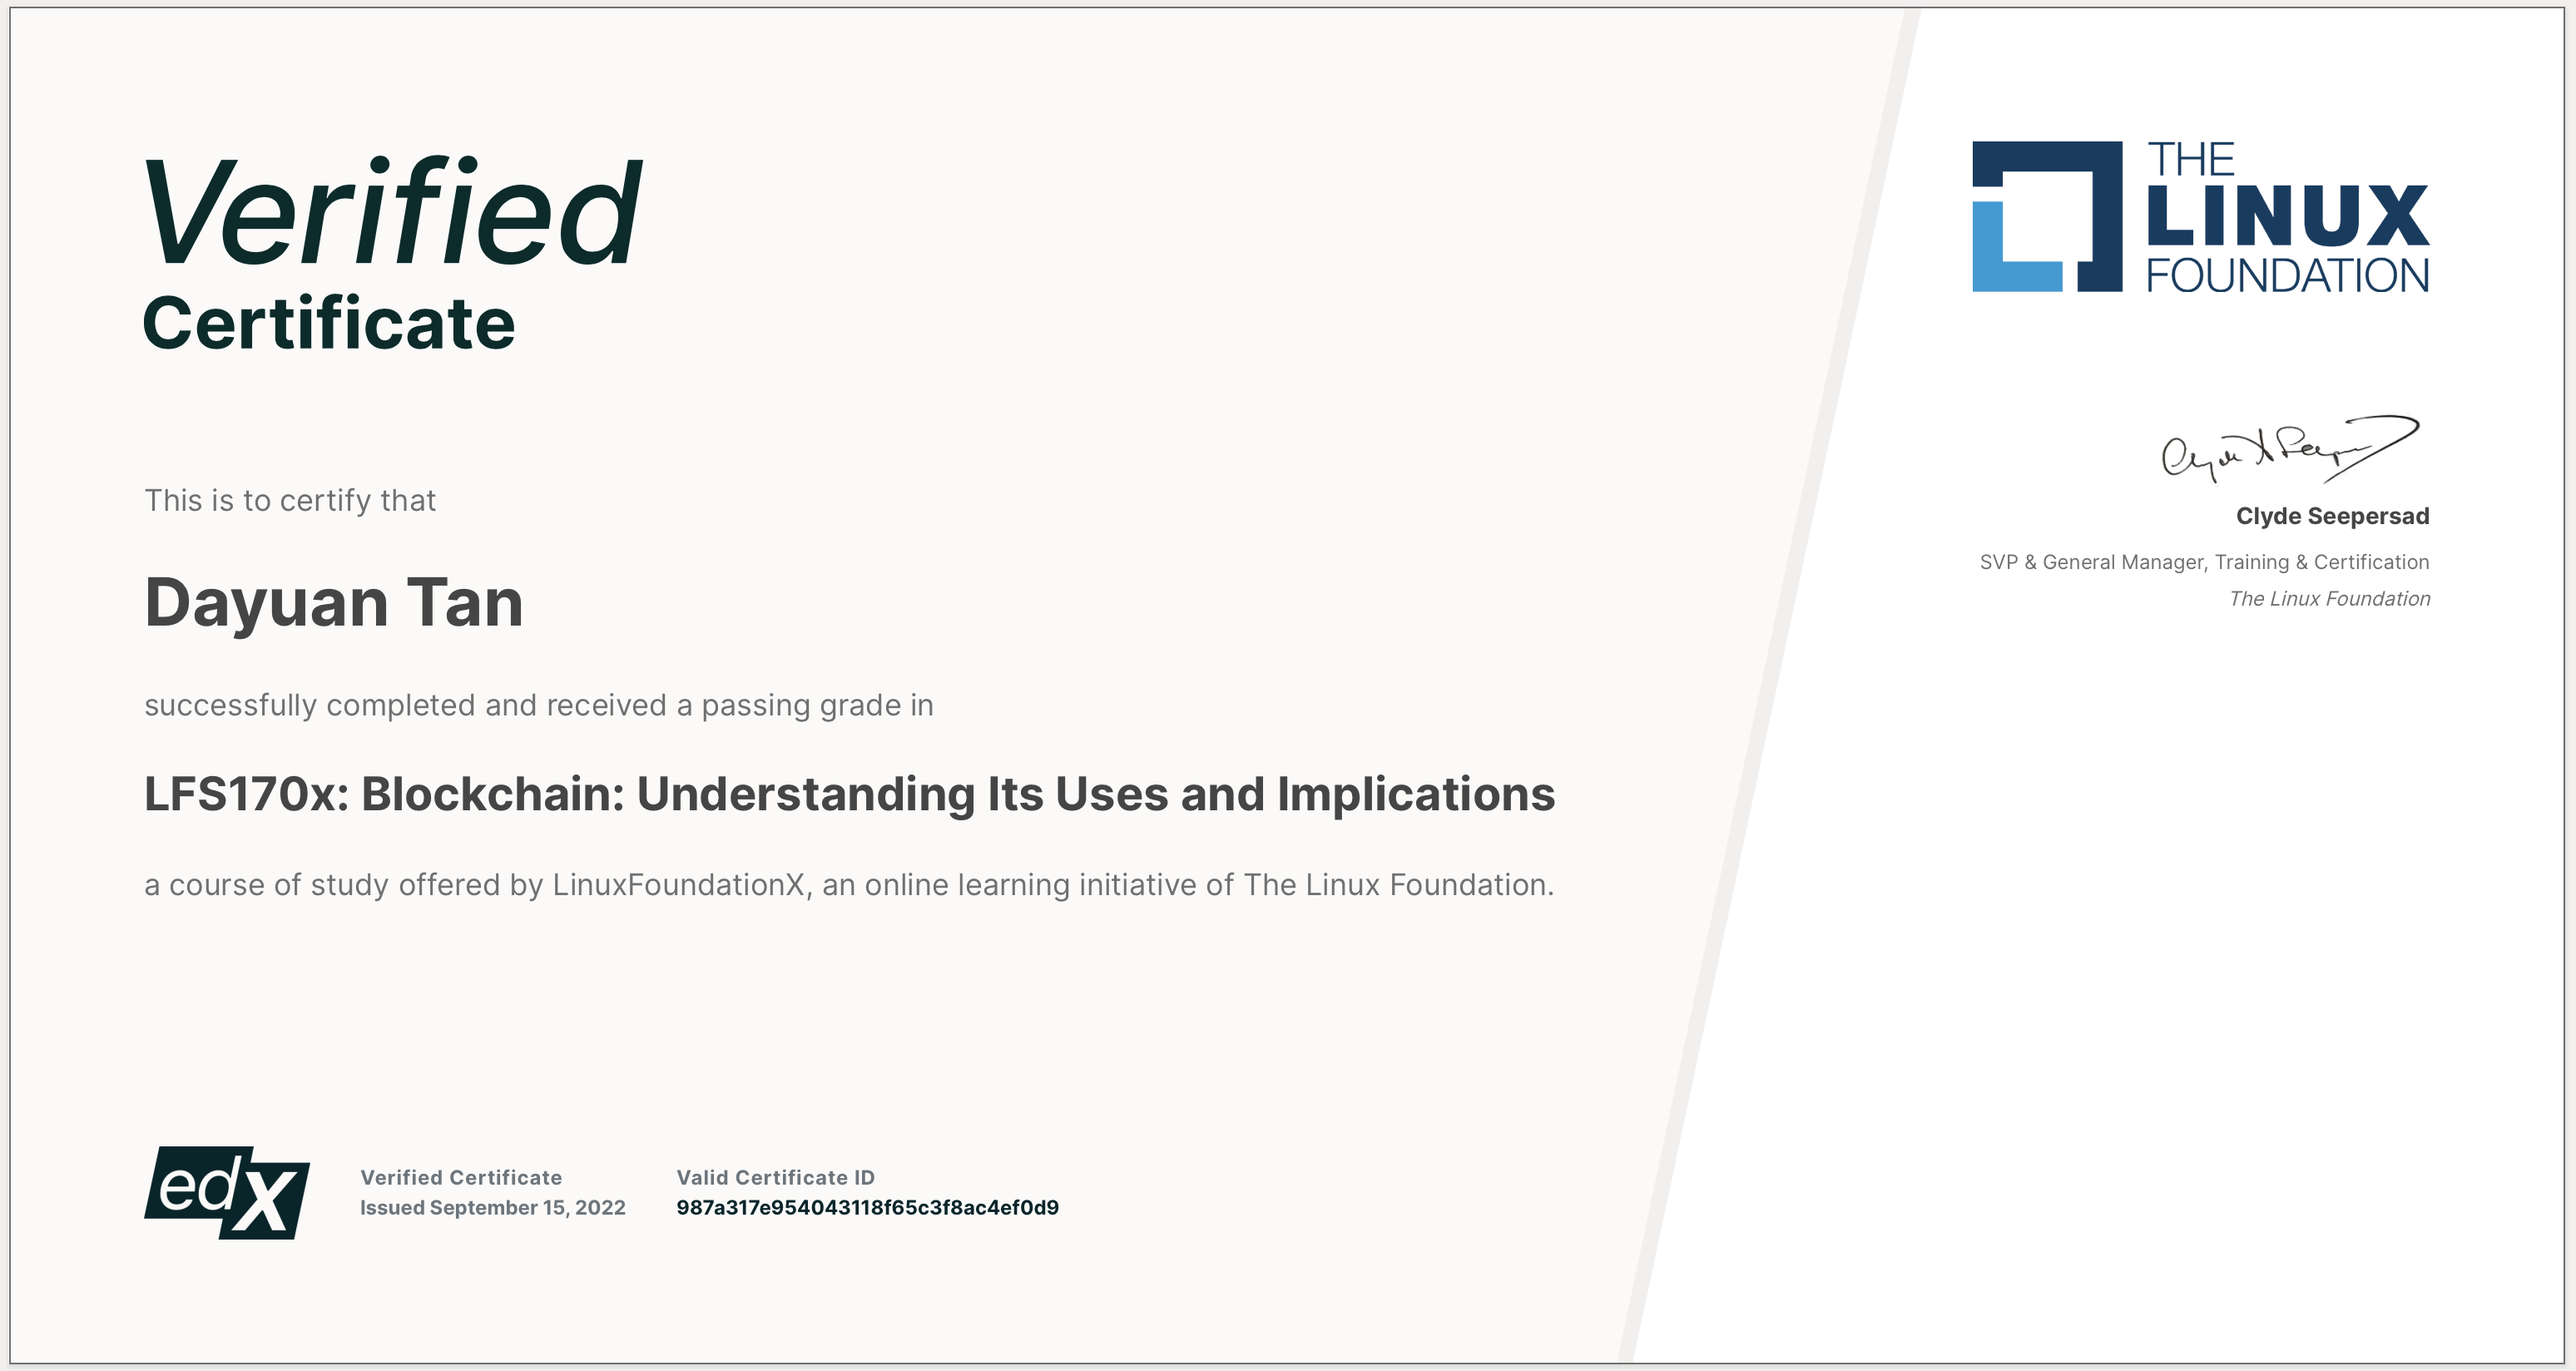 Verified
Certificate
This is to certify that
Dayuan Tan
successfully completed and received a passing grade in
LFS170x: Blockchain: Understanding Its Uses and Implications
a course of study offered by LinuxFoundationX, an online learning initiative of The Linux Foundation.
edX
Verified Certificate
Issued September 15, 2022
Valid Certificate ID
987a317e954043118f65c3f8ac4ef0d9
THE
LINUX
FOUNDATION
Clyde Seepersad
SVP & General Manager, Training & Certification
The Linux Foundation